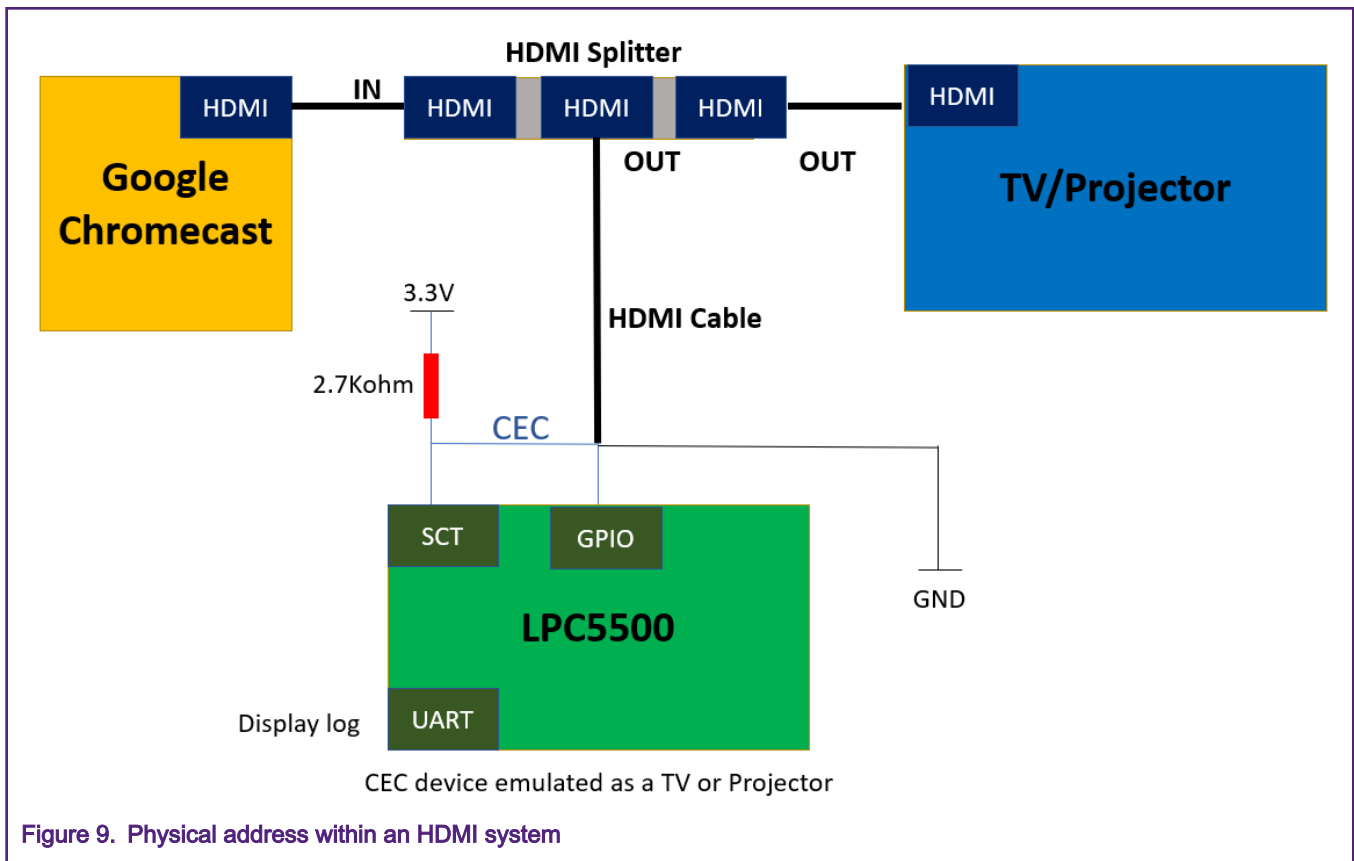 HDMI Splitter
HDMI
IN
HDMI
HDMI
HDMI
HDMI
OUT
OUT
Google
Chromecast
TV/Projector
3.3V
HDMI Cable
2.7Kohm
CEC
SCT
GPIO
GND
LPC5500
Display log
UART
CEC device emulated as a TV or Projector
Figure 9. Physical address within an HDMI system